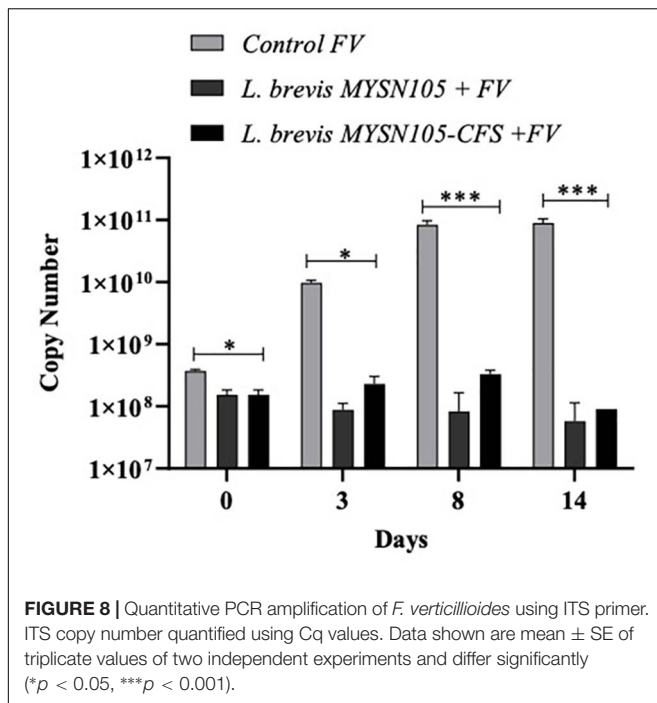 Control FV
L. brevis MYSN105 + FV
L. brevis MYSN105-CFS +FV
1×10¹²
1×10¹¹
1×10¹⁰
1×10⁹
1×10⁸
1×10⁷
Copy Number
*
*
***
***
0 3 8 14
Days
FIGURE 8 | Quantitative PCR amplification of F. verticillioides using ITS primer.
ITS copy number quantified using Cq values. Data shown are mean ± SE of
triplicate values of two independent experiments and differ significantly
(*p < 0.05, ***p < 0.001).